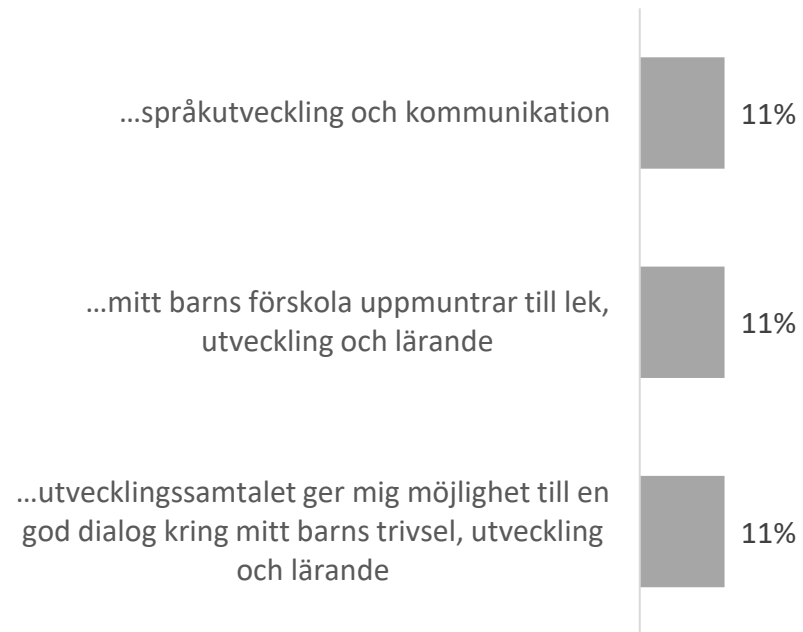 …språkutveckling och kommunikation
11%
…mitt barns förskola uppmuntrar till lek,
utveckling och lärande
11%
…utvecklingssamtalet ger mig möjlighet till en
god dialog kring mitt barns trivsel, utveckling
och lärande
11%